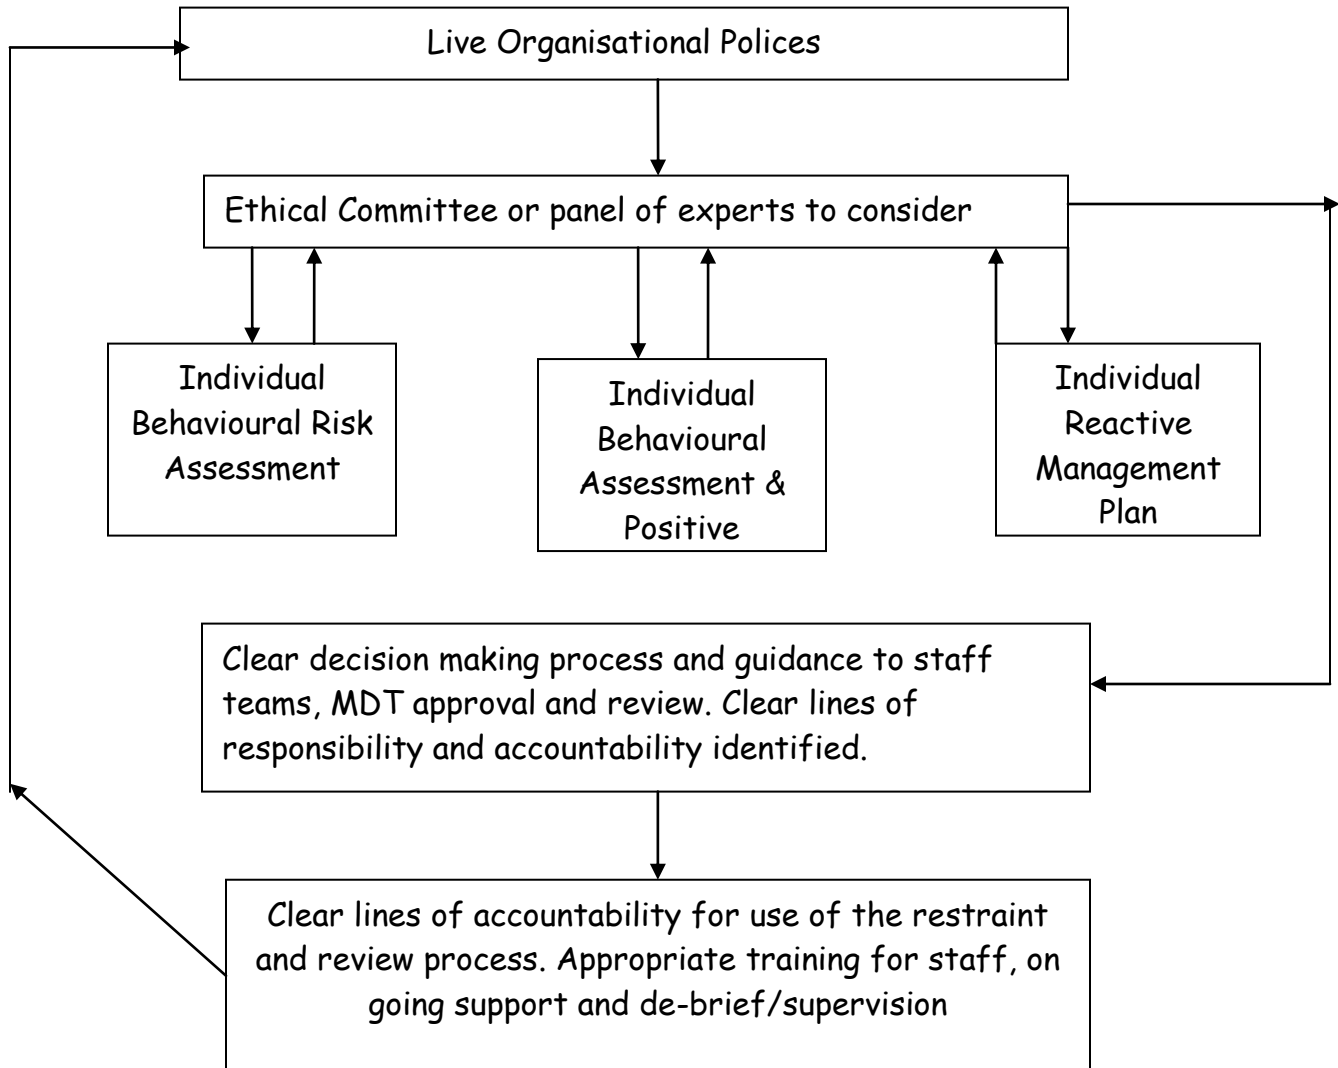 Live Organisational Polices
Ethical Committee or panel of experts to consider
Individual
Behavioural Risk
Assessment
Individual
Behavioural
Assessment &
Positive
Individual
Reactive
Management
Plan
Clear decision making process and guidance to staff
teams, MDT approval and review. Clear lines of
responsibility and accountability identified.
Clear lines of accountability for use of the restraint
and review process. Appropriate training for staff, on
going support and de-brief/supervision